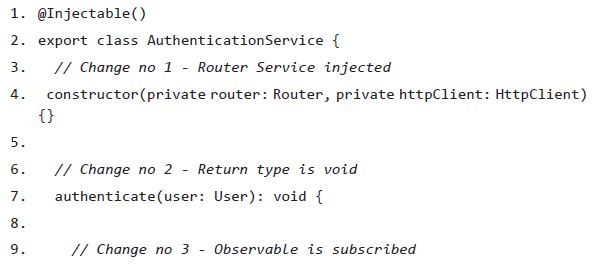 1. @Injectable()
2. export class AuthenticationService {
3. // Change no 1 - Router Service injected
4. constructor(private router: Router, private httpClient: HttpClient)
{}
5.
6. // Change no 2 - Return type is void
7. authenticate(user: User): void {
8.
9. // Change no 3 - Observable is subscribed